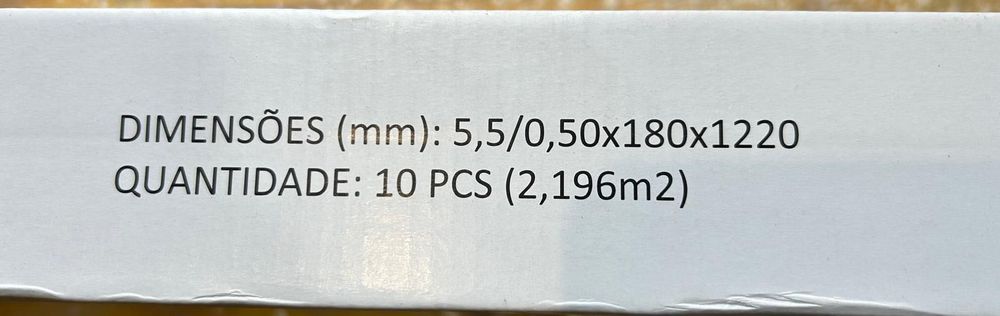 DIMENSÕES (mm): 5,5/0,50x180x1220
QUANTIDADE: 10 PCS (2,196m2)